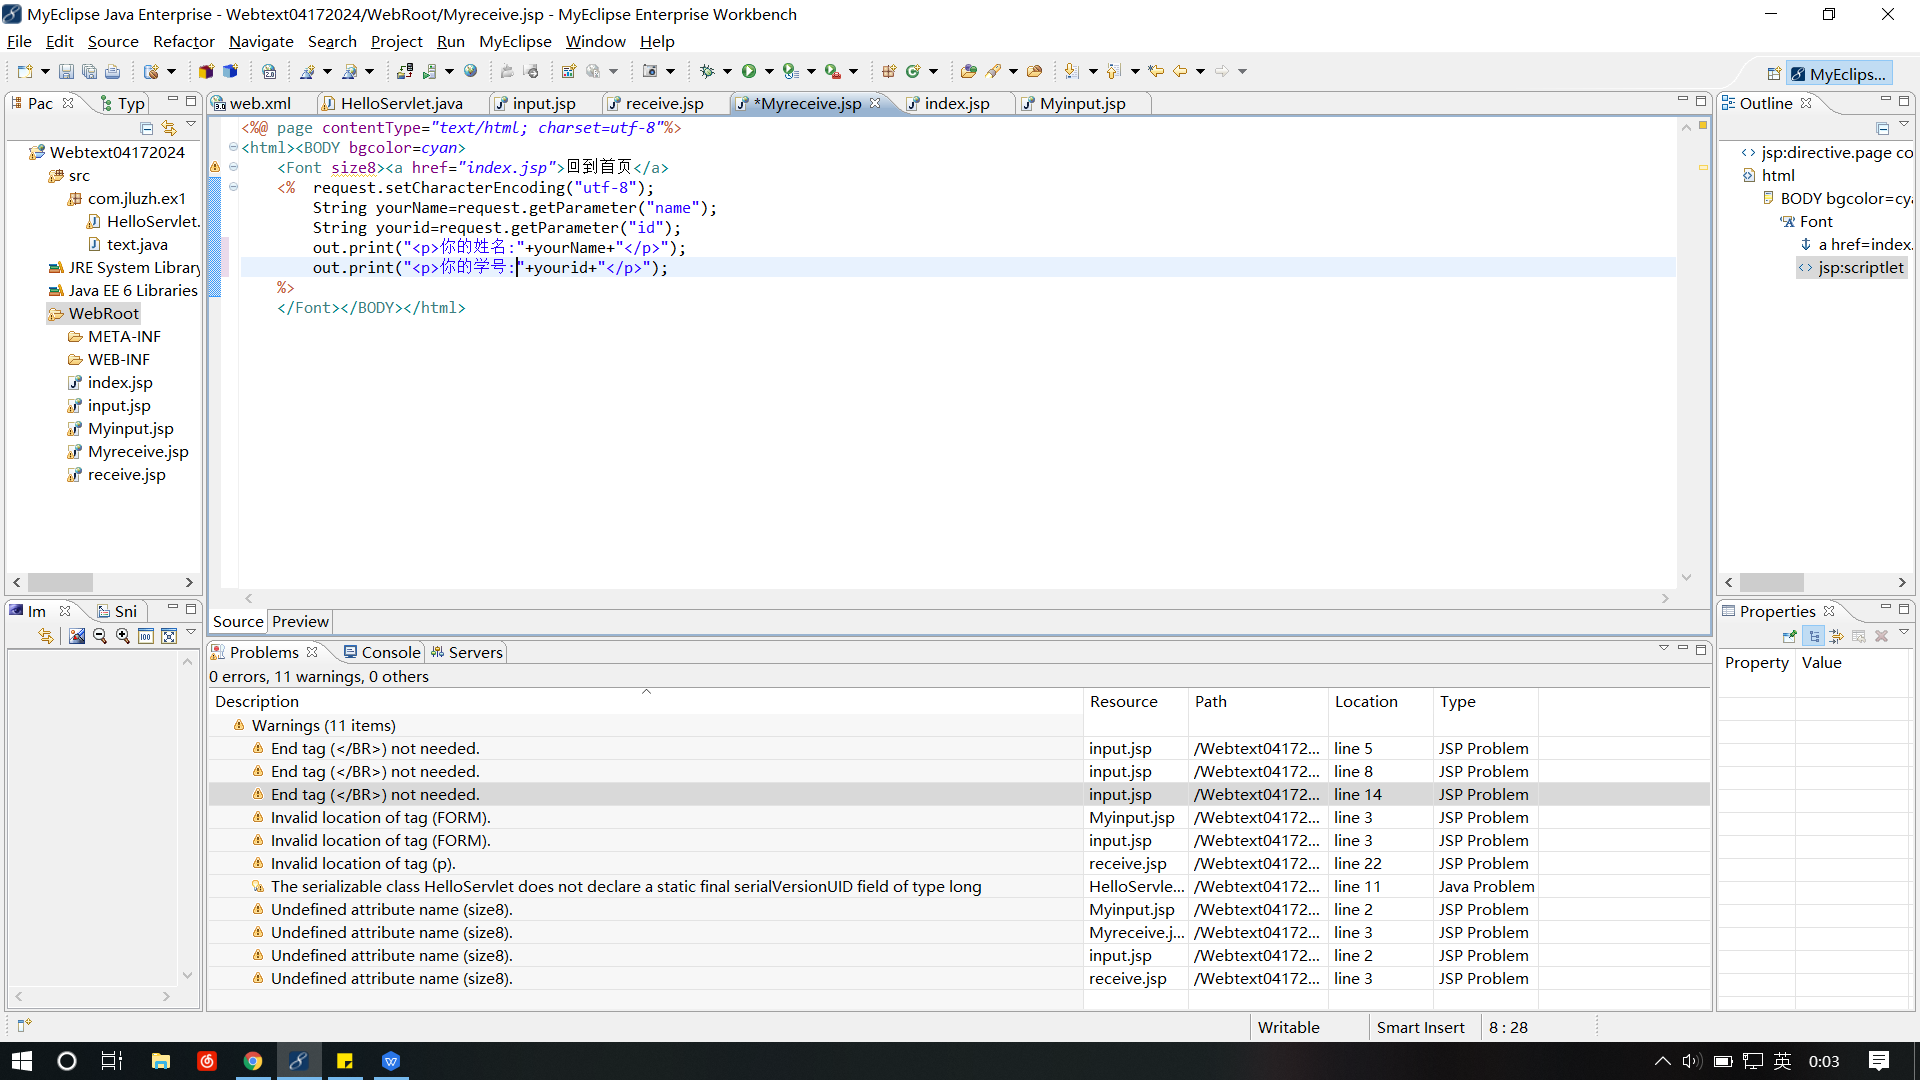 MyEclipse Java Enterprise - Webtext04172024/WebRoot/Myreceive.jsp - MyEclipse Enterprise Workbench
File Edit Source Refactor Navigate Search Project Run MyEclipse Window Help
MyEclips...
Pac Typ
Webtext04172024
src
com.jluzh.ex1
HelloServlet.
text.java
JRE System Library
Java EE 6 Libraries
WebRoot
META-INF
WEB-INF
index.jsp
input.jsp
Myinput.jsp
Myreceive.jsp
receive.jsp
web.xml HelloServlet.java input.jsp receive.jsp *Myreceive.jsp index.jsp Myinput.jsp
<%@ page contentType="text/html; charset=utf-8"%>
<html><BODY bgcolor=cyan>
<Font size8><a href="index.jsp">回到首页</a>
<% request.setCharacterEncoding("utf-8");
String yourName=request.getParameter("name");
String yourid=request.getParameter("id");
out.print("<p>你的姓名:"+yourName+"</p>");
out.print("<p>你的学号:"+yourid+"</p>");
%>
</Font></BODY></html>
Source Preview
Outline
jsp:directive.page co
html
BODY bgcolor=cy
Font
a href=index.
jsp:scriptlet
Im Sni
Problems Console Servers
0 errors, 11 warnings, 0 others
Description Resource Path Location Type
Warnings (11 items)
End tag (</BR>) not needed. input.jsp /Webtext04172... line 5 JSP Problem
End tag (</BR>) not needed. input.jsp /Webtext04172... line 8 JSP Problem
End tag (</BR>) not needed. input.jsp /Webtext04172... line 14 JSP Problem
Invalid location of tag (FORM). Myinput.jsp /Webtext04172... line 3 JSP Problem
Invalid location of tag (FORM). input.jsp /Webtext04172... line 3 JSP Problem
Invalid location of tag (p). receive.jsp /Webtext04172... line 22 JSP Problem
The serializable class HelloServlet does not declare a static final serialVersionUID field of type long HelloServle... /Webtext04172... line 11 Java Problem
Undefined attribute name (size8). Myinput.jsp /Webtext04172... line 2 JSP Problem
Undefined attribute name (size8). Myreceive.j... /Webtext04172... line 3 JSP Problem
Undefined attribute name (size8). input.jsp /Webtext04172... line 2 JSP Problem
Undefined attribute name (size8). receive.jsp /Webtext04172... line 3 JSP Problem
Properties
Property Value
Writable Smart Insert 8 : 28
英 0:03